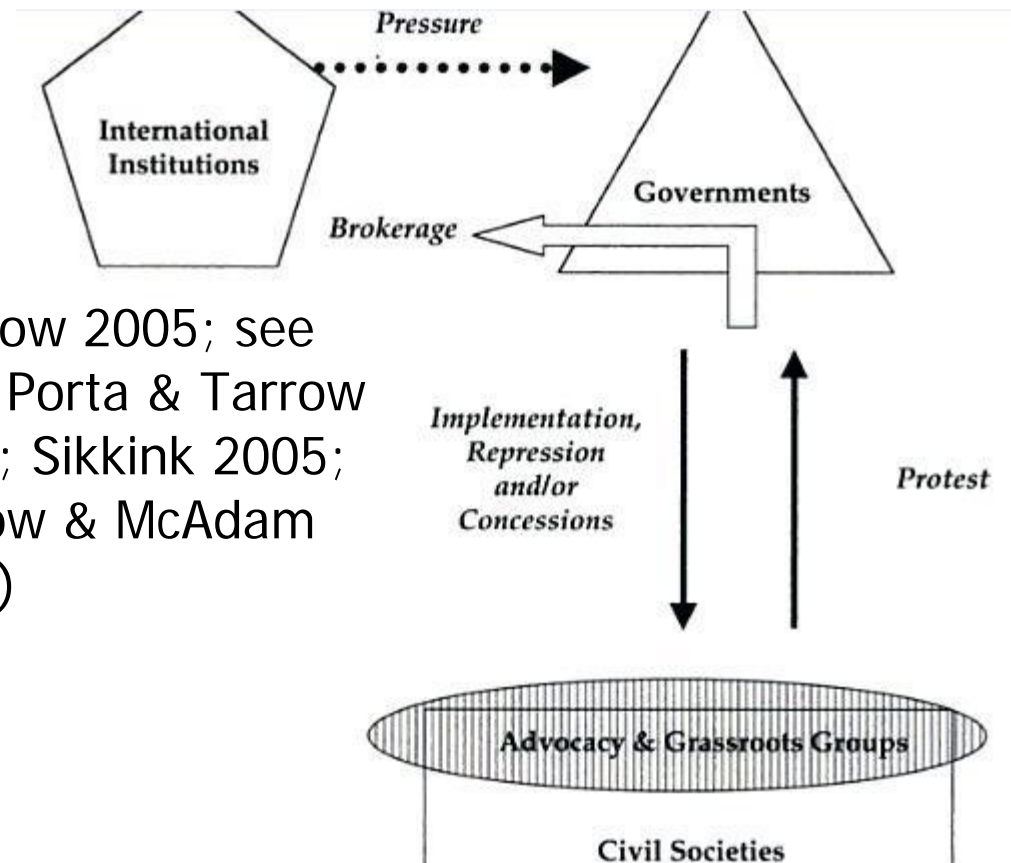 Pressure
International
Institutions
Governments
Brokerage
ow 2005; see
Porta & Tarrow
; Sikkink 2005;
ow & McAdam
)
Implementation,
Repression
and/or
Concessions
Protest
Advocacy & Grassroots Groups
Civil Societies